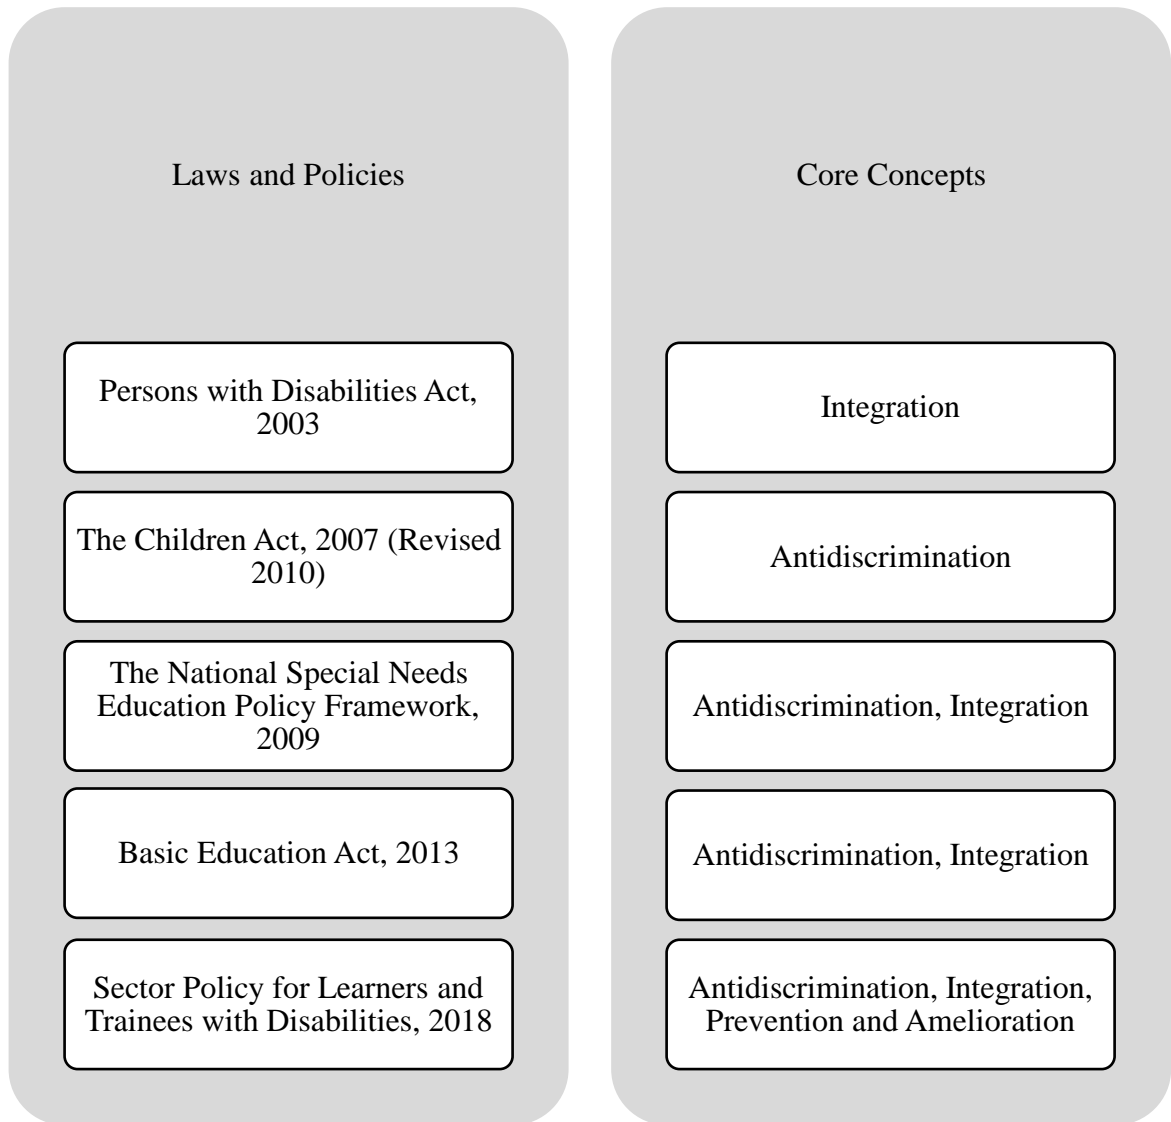 Laws and Policies
Core Concepts
Persons with Disabilities Act,
2003
Integration
The Children Act, 2007 (Revised
2010)
Antidiscrimination
The National Special Needs
Education Policy Framework,
2009
Antidiscrimination, Integration
Basic Education Act, 2013
Antidiscrimination, Integration
Sector Policy for Learners and
Trainees with Disabilities, 2018
Antidiscrimination, Integration,
Prevention and Amelioration